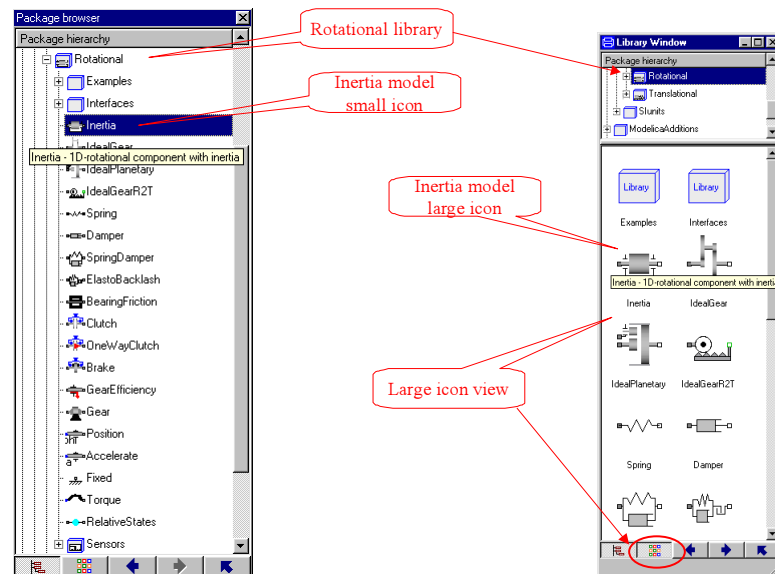 Package browser
Package hierarchy
Rotational
Examples
Interfaces
Inertia
IdealGear
Inertia - 1D-rotational component with inertia
IdealPlanetary
IdealGearR2T
Spring
Damper
SpringDamper
ElastoBacklash
BearingFriction
Clutch
OneWayClutch
Brake
GearEfficiency
Gear
Position
Accelerate
Fixed
Torque
RelativeStates
Sensors
Rotational library
Inertia model
small icon
Inertia model
large icon
Large icon view
Library Window
Package hierarchy
Rotational
Translational
SIunits
ModelicaAdditions
Library Library
Examples Interfaces
Inertia - 1D-rotational component with inertia
Inertia IdealGear
IdealPlanetary IdealGearR2T
Spring Damper